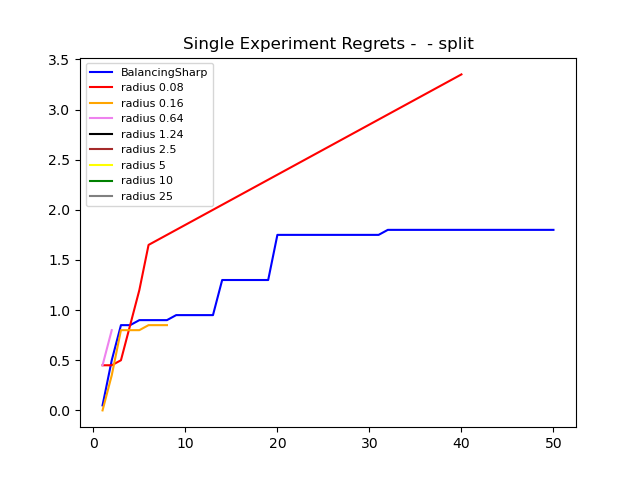 Single Experiment Regrets -  - split
BalancingSharp
radius 0.08
radius 0.16
radius 0.64
radius 1.24
radius 2.5
radius 5
radius 10
radius 25
3.5
3.0
2.5
2.0
1.5
1.0
0.5
0.0
0 10 20 30 40 50